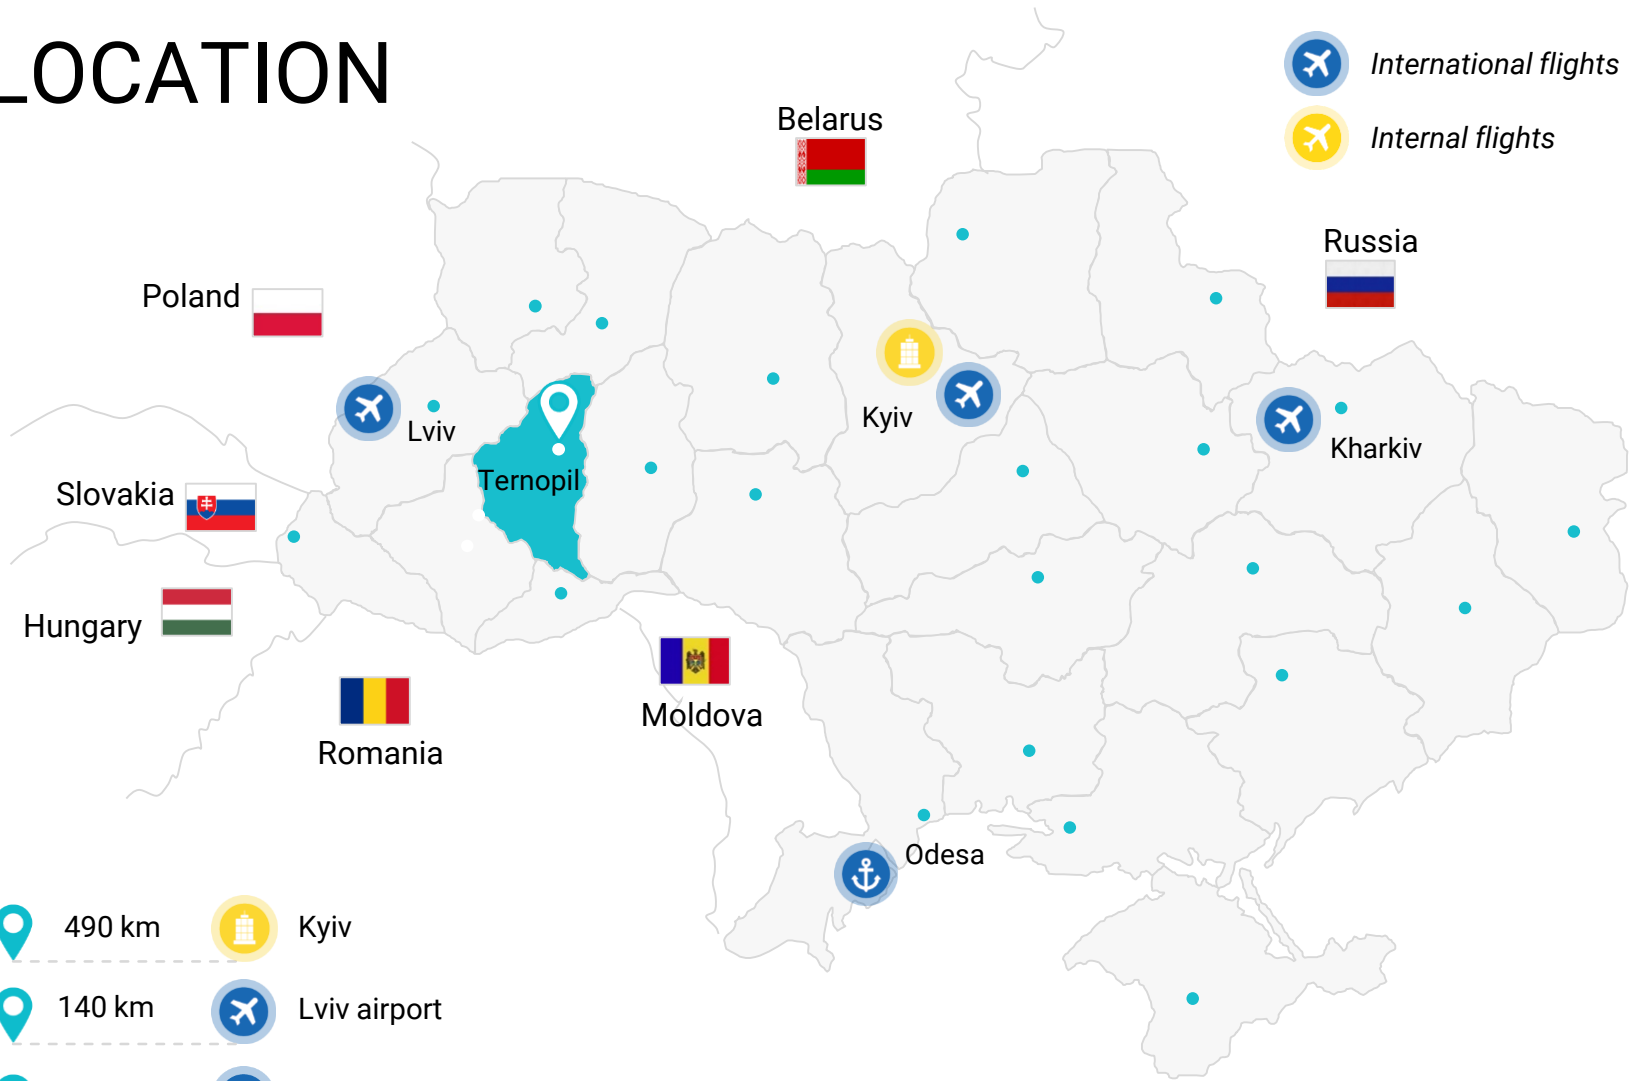 LOCATION
International flights
Internal flights
Belarus
Russia
Poland
Lviv
Kyiv
Kharkiv
Ternopil
Slovakia
Hungary
Moldova
Romania
Odesa
490 km
Kyiv
140 km
Lviv airport